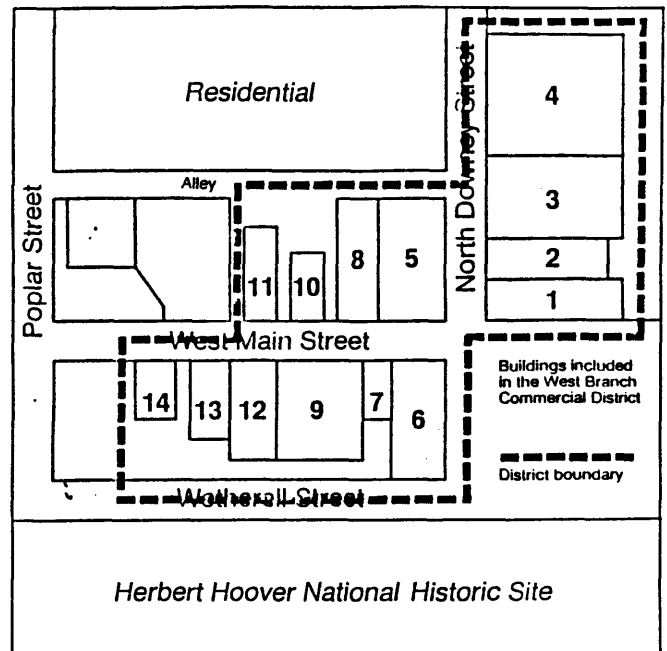 Residential
North Downey Street
4
Alley
Poplar Street
3
2
1
11
10
8
5
West Main Street
Buildings included
in the West Branch
Commercial District
14
13
12
9
7
6
District boundary
Wetherell Street
Herbert Hoover National Historic Site